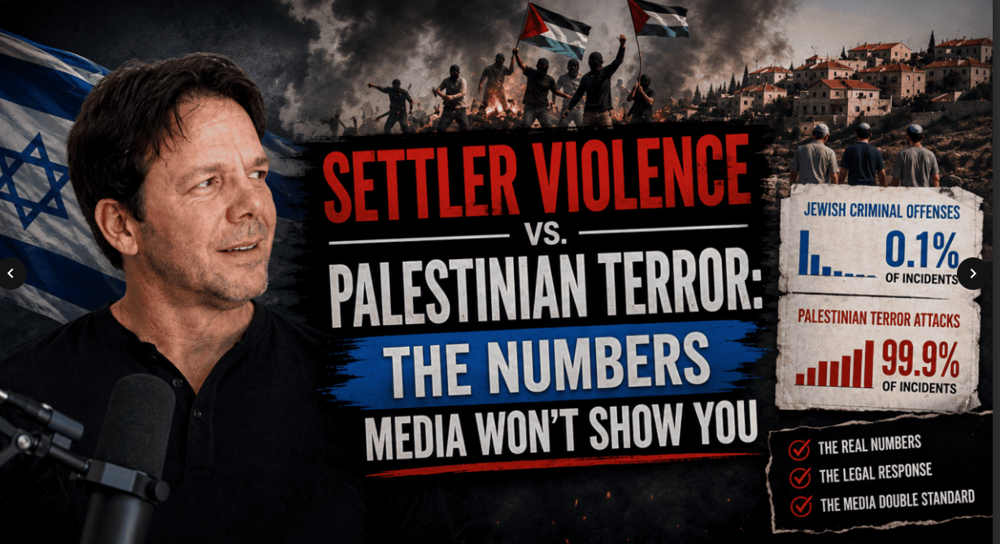 SETTLER VIOLENCE
VS.
PALESTINIAN TERROR:
THE NUMBERS
MEDIA WON'T SHOW YOU
JEWISH CRIMINAL OFFENSES
0.1%
OF INCIDENTS
PALESTINIAN TERROR ATTACKS
99.9%
OF INCIDENTS
THE REAL NUMBERS
THE LEGAL RESPONSE
THE MEDIA DOUBLE STANDARD